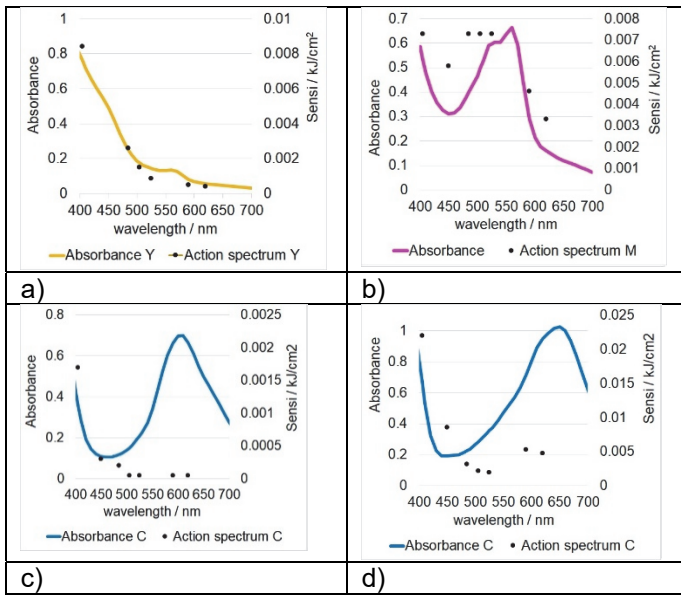 1
0.8
0.6
0.4
0.2
0
0.01
0.008
0.006
0.004
0.002
0
Absorbance
Sensi / kJ/cm²
400 450 500 550 600 650 700
wavelength / nm
Absorbance Y Action spectrum Y
0.7
0.6
0.5
0.4
0.3
0.2
0.1
0
0.008
0.007
0.006
0.005
0.004
0.003
0.002
0.001
0
Absorbance
Sensi / kJ/cm²
400 450 500 550 600 650 700
wavelength / nm
Absorbance Action spectrum M
a)
b)
0.8
0.6
0.4
0.2
0
0.0025
0.002
0.0015
0.001
0.0005
0
Absorbance
Sensi / kJ/cm2
400 450 500 550 600 650 700
wavelength / nm
Absorbance C Action spectrum C
1
0.8
0.6
0.4
0.2
0
0.025
0.02
0.015
0.01
0.005
0
Absorbance
Sensi / kJ/cm2
400 450 500 550 600 650 700
wavelength / nm
Absorbance C Action spectrum C
c)
d)